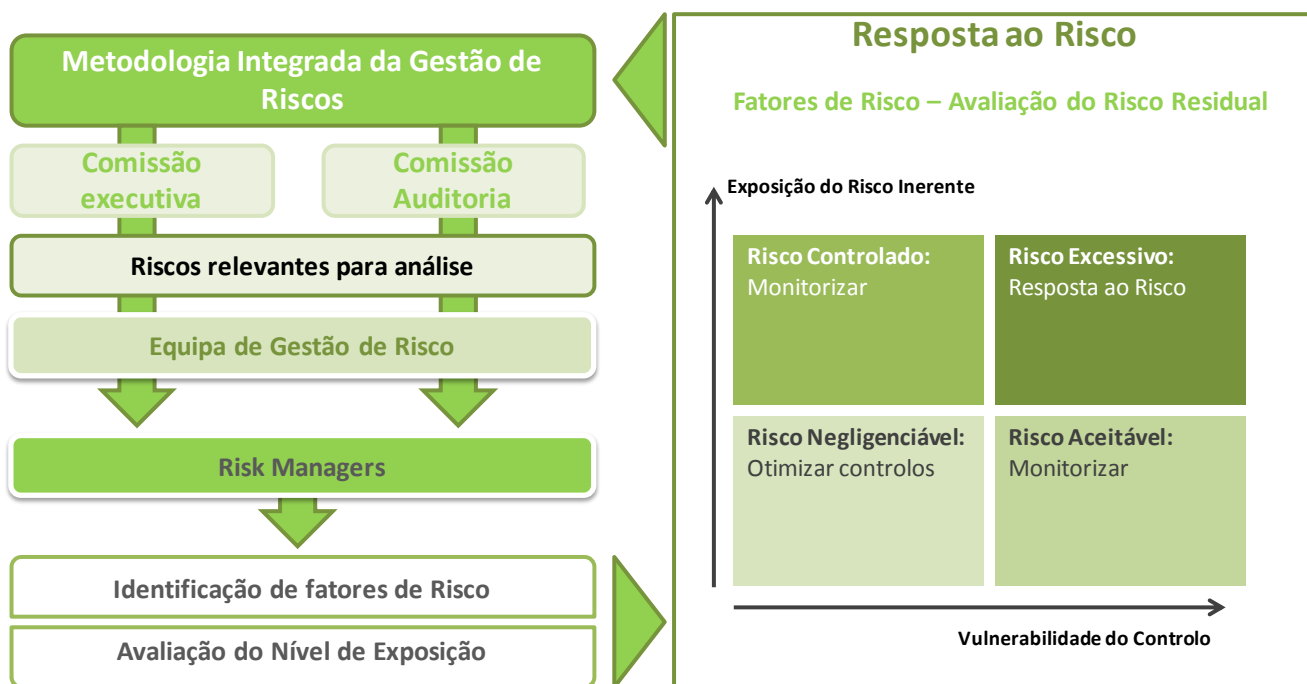 Metodologia Integrada da Gestão de
Riscos
Comissão
executiva
Comissão
Auditoria
Riscos relevantes para análise
Equipa de Gestão de Risco
Risk Managers
Identificação de fatores de Risco
Avaliação do Nível de Exposição
Resposta ao Risco
Fatores de Risco – Avaliação do Risco Residual
Exposição do Risco Inerente
Risco Controlado:
Monitorizar
Risco Excessivo:
Resposta ao Risco
Risco Negligenciável:
Otimizar controlos
Risco Aceitável:
Monitorizar
Vulnerabilidade do Controlo